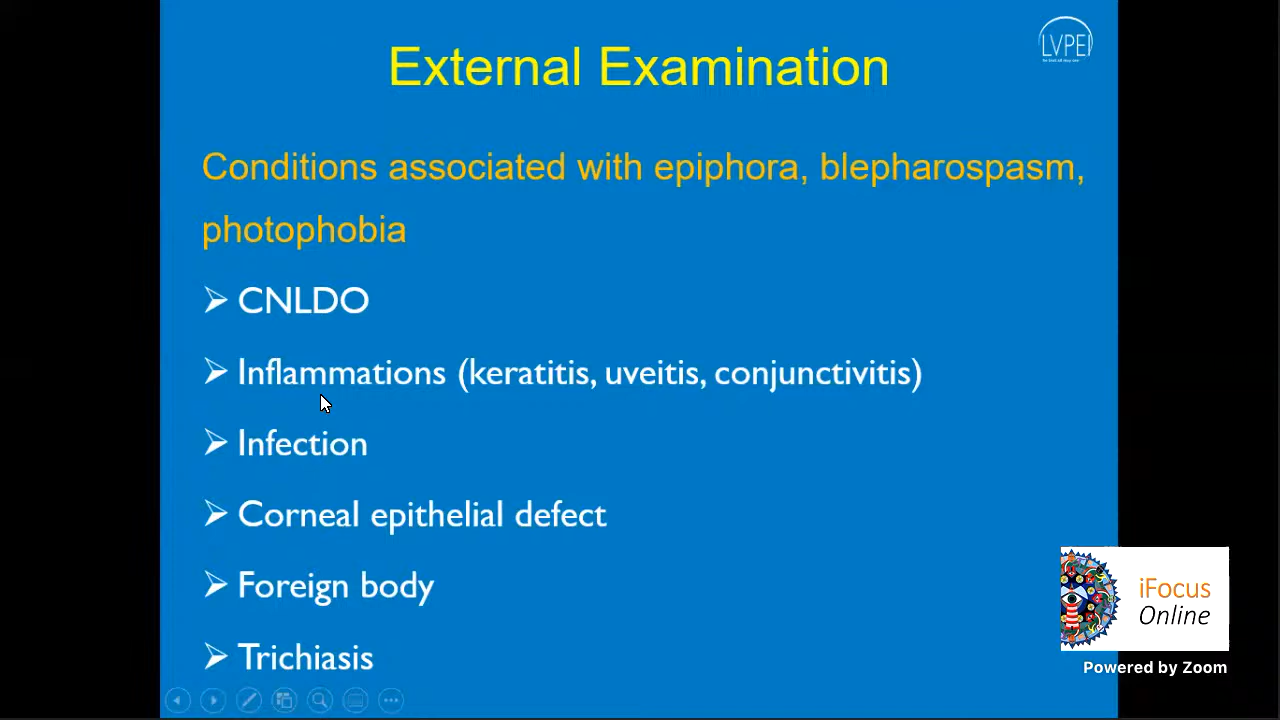 LVPEI
External Examination
Conditions associated with epiphora, blepharospasm,
photophobia
➢ CNLDO
➢ Inflammations (keratitis, uveitis, conjunctivitis)
➢ Infection
➢ Corneal epithelial defect
➢ Foreign body
➢ Trichiasis
iFocus
Online
Powered by Zoom